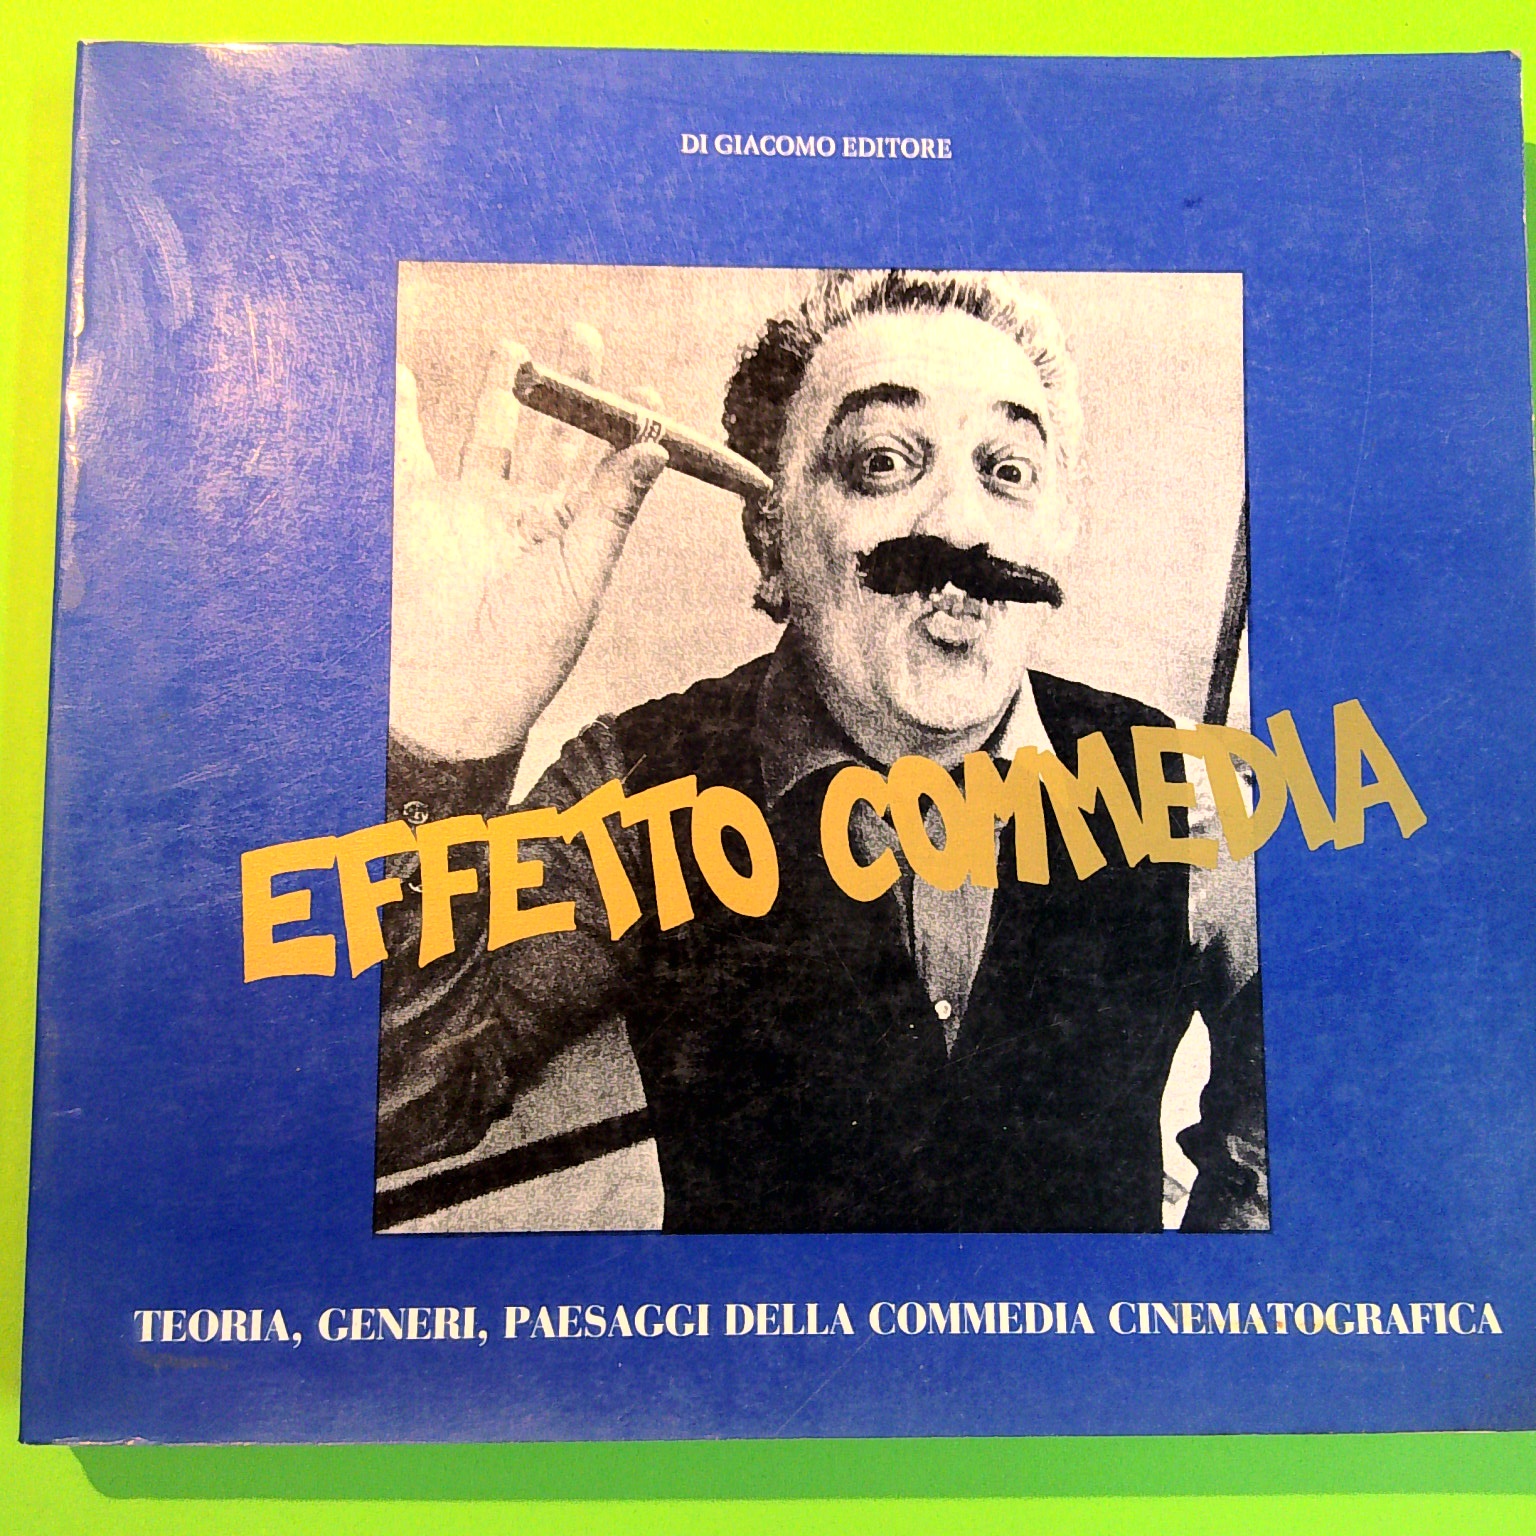 DI GIACOMO EDITORE
EFFETTO COMMEDIA
TEORIA, GENERI, PAESAGGI DELLA COMMEDIA CINEMATOGRAFICA